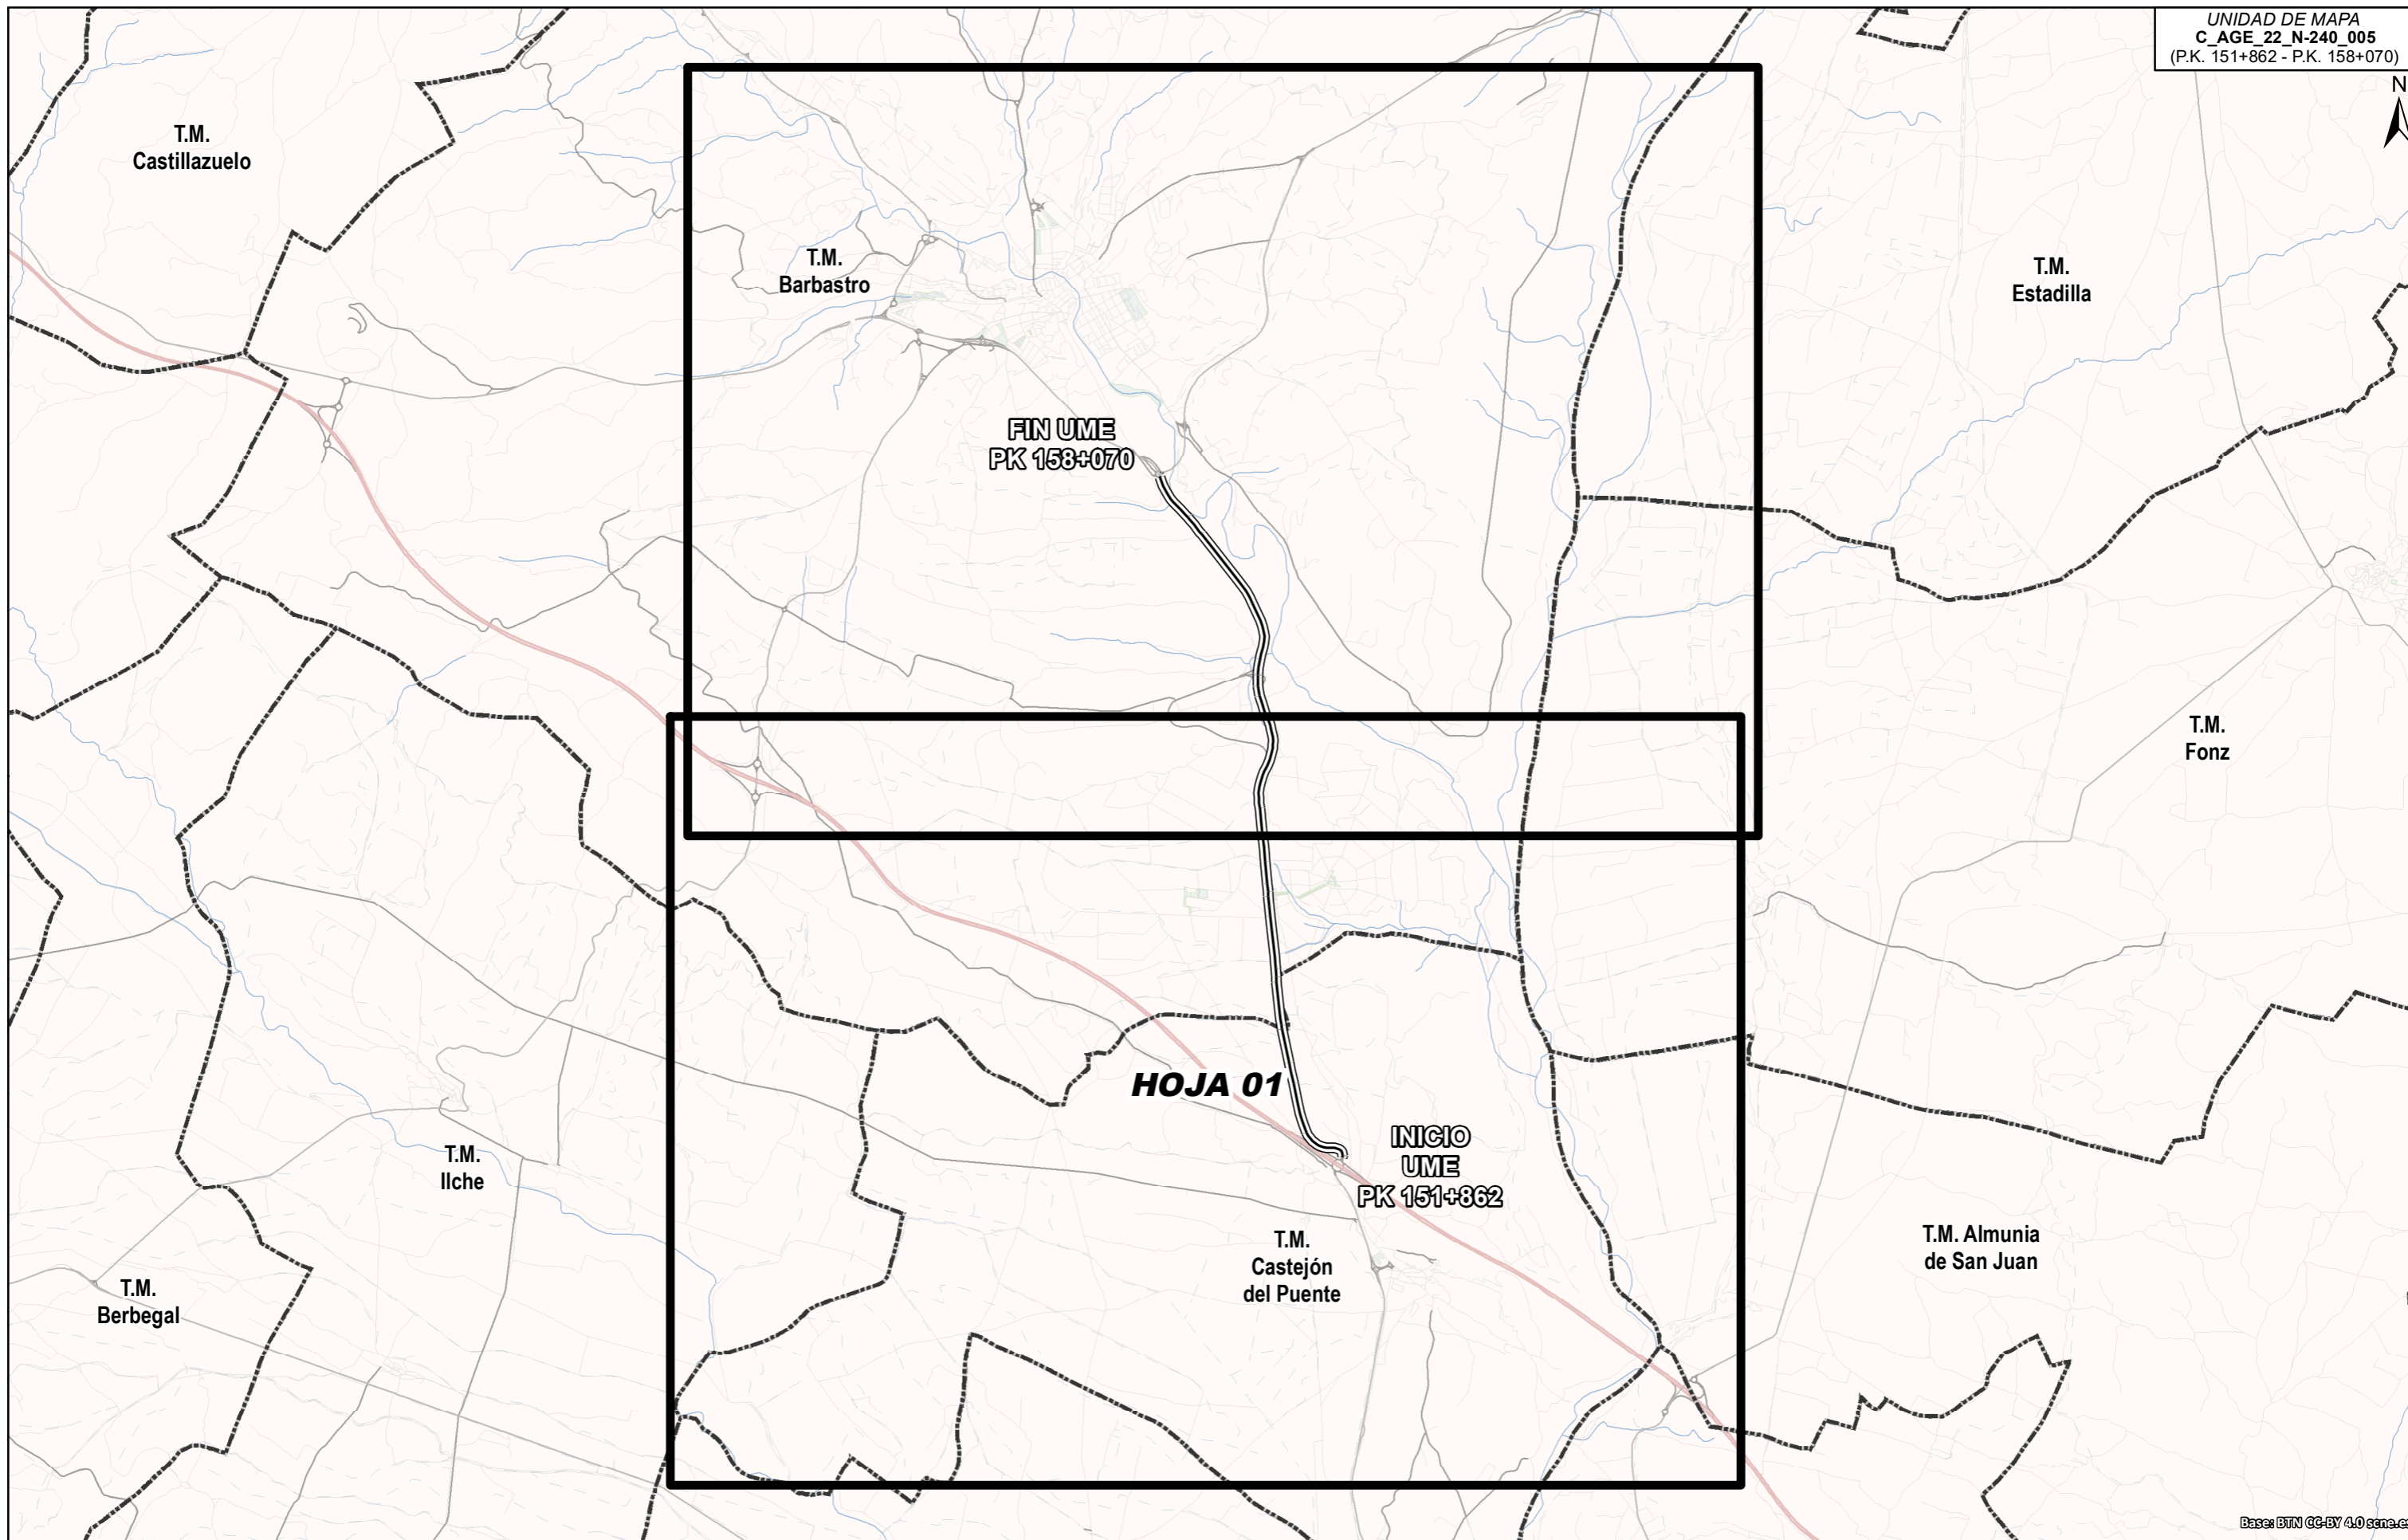 UNIDAD DE MAPA
C_AGE_22_N-240_005
(P.K. 151+862 - P.K. 158+070)
N
T.M.
Castillazuelo
T.M.
Barbastro
T.M.
Estadilla
FIN UME
PK 158+070
T.M.
Fonz
HOJA 01
INICIO
UME
PK 151+862
T.M.
Ilche
T.M.
Castejón
del Puente
T.M. Almunia
de San Juan
T.M.
Berbegal
Base: BTN CC-BY 4.0 scne.e